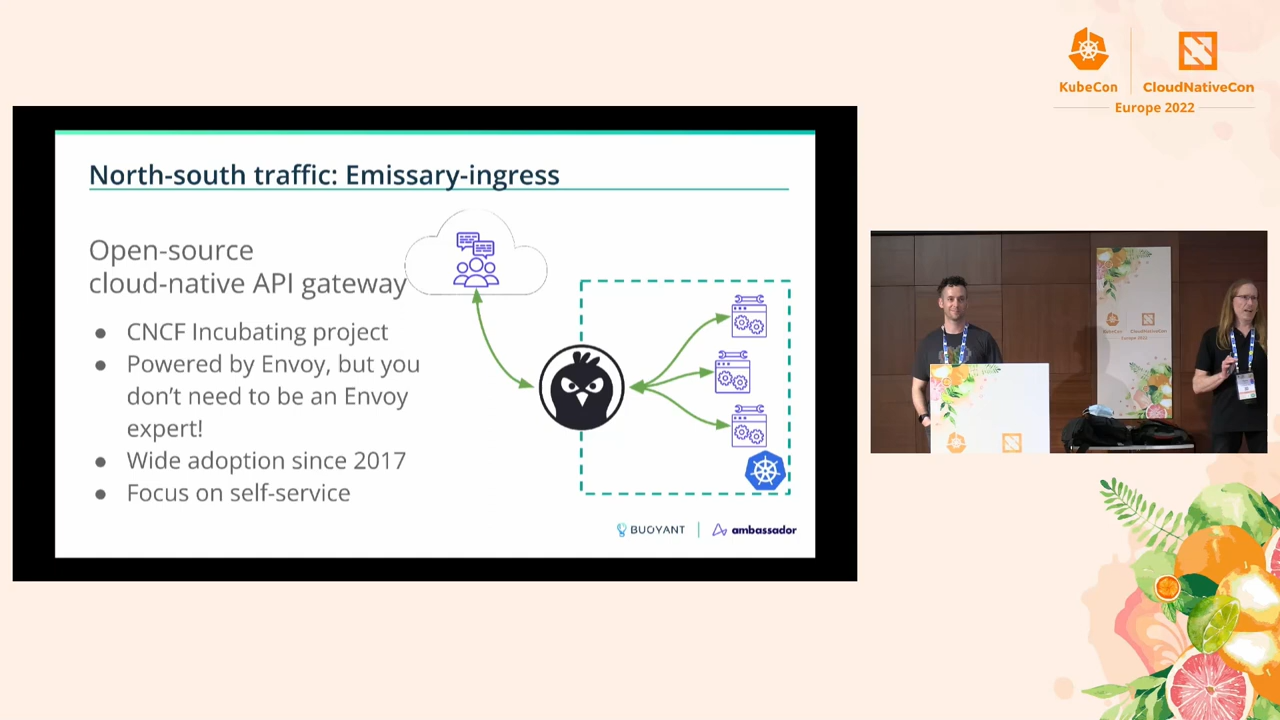 KubeCon
CloudNativeCon
Europe 2022
North-south traffic: Emissary-ingress
Open-source
cloud-native API gateway
● CNCF Incubating project
● Powered by Envoy, but you
don't need to be an Envoy
expert!
● Wide adoption since 2017
● Focus on self-service
BUOYANT
ambassador